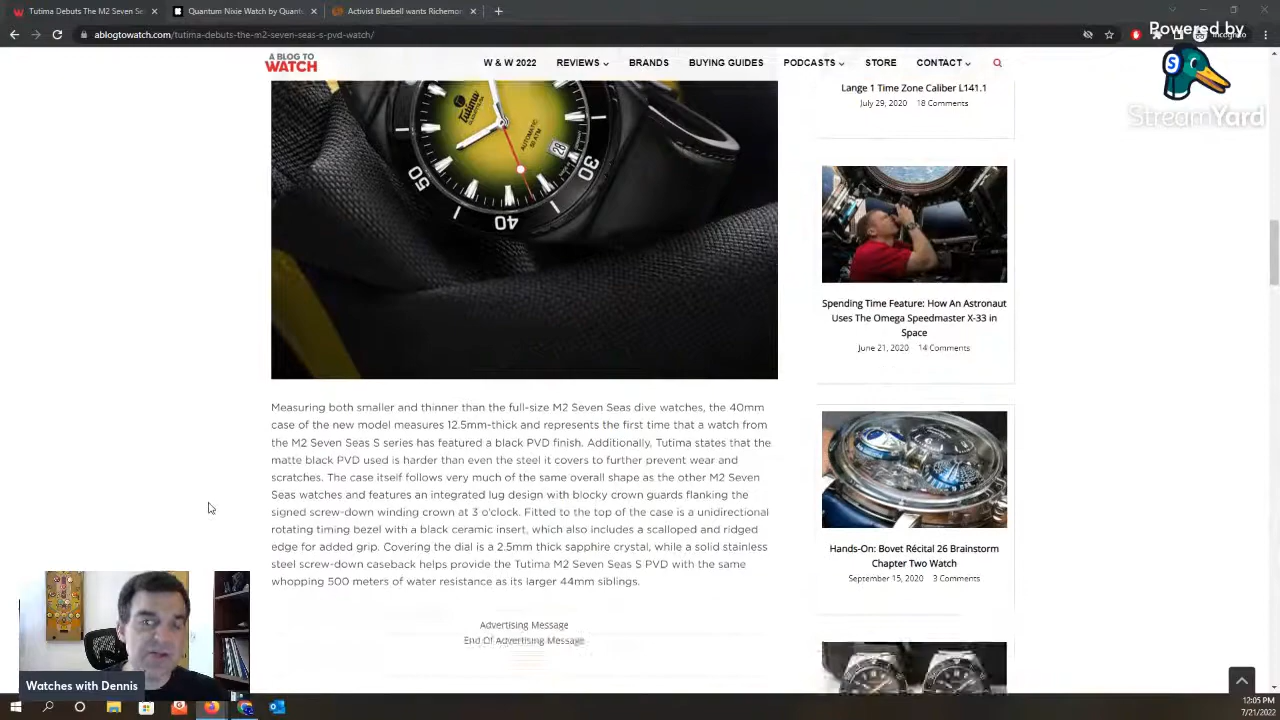 Tutima Debuts The M2 Seven Se
Quantum Nixie Watch by Quant
Activist Bluebell wants Richemon
ablogtowatch.com/tutima-debuts-the-m2-seven-seas-s-pvd-watch/
Powered by
StreamYard
A BLOG TO
WATCH
W & W 2022
REVIEWS
BRANDS
BUYING GUIDES
PODCASTS
STORE
CONTACT
Tutima
AUTOMATIC
50 ATM
28
30
40
50
Lange 1 Time Zone Caliber L141.1
July 29, 2020 18 Comments
Spending Time Feature: How An Astronaut
Uses The Omega Speedmaster X-33 in
Space
June 21, 2020 14 Comments
Hands-On: Bovet Récital 26 Brainstorm
Chapter Two Watch
September 15, 2020 3 Comments
Measuring both smaller and thinner than the full-size M2 Seven Seas dive watches, the 40mm
case of the new model measures 12.5mm-thick and represents the first time that a watch from
the M2 Seven Seas S series has featured a black PVD finish. Additionally, Tutima states that the
matte black PVD used is harder than even the steel it covers to further prevent wear and
scratches. The case itself follows very much of the same overall shape as the other M2 Seven
Seas watches and features an integrated lug design with blocky crown guards flanking the
signed screw-down winding crown at 3 o'clock. Fitted to the top of the case is a unidirectional
rotating timing bezel with a black ceramic insert, which also includes a scalloped and ridged
edge for added grip. Covering the dial is a 2.5mm thick sapphire crystal, while a solid stainless
steel screw-down caseback helps provide the Tutima M2 Seven Seas S PVD with the same
whopping 500 meters of water resistance as its larger 44mm siblings.
Advertising Message
End Of Advertising Message
Watches with Dennis
12:05 PM
7/21/2022